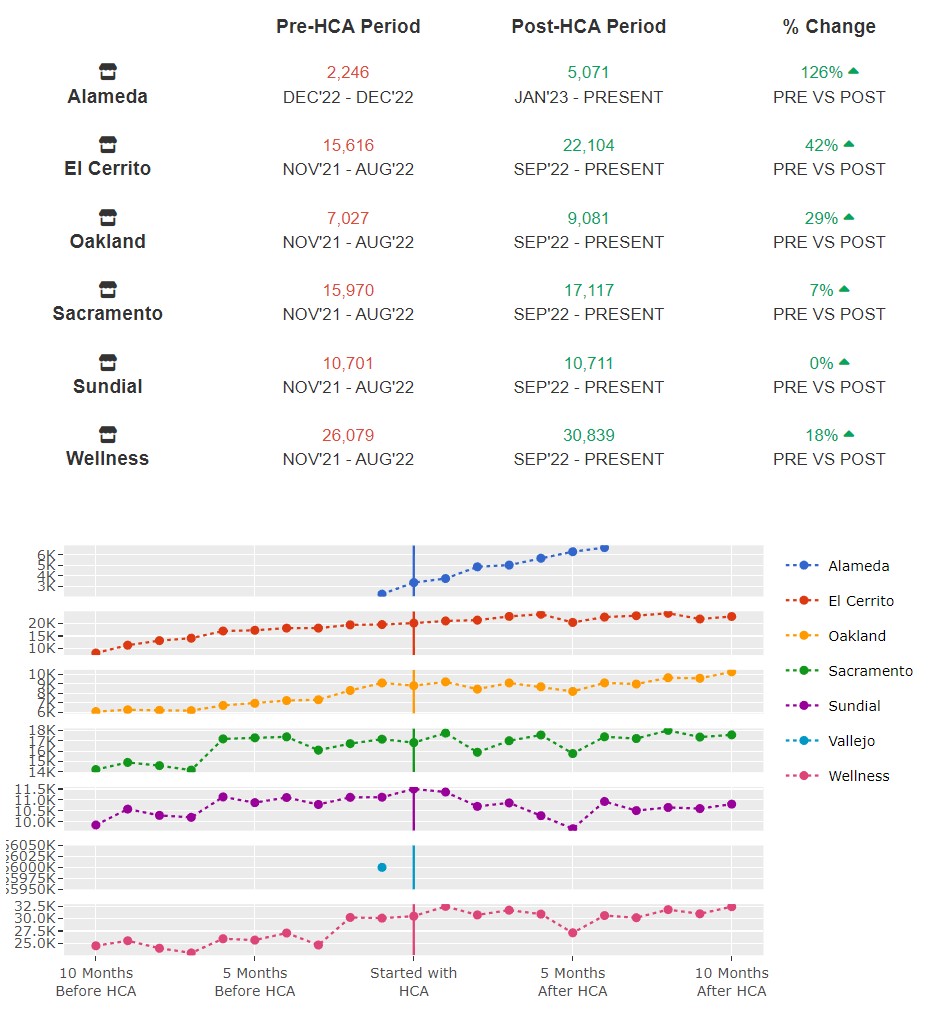 Pre-HCA Period Post-HCA Period % Change
2,246 5,071 126%
Alameda DEC'22 - DEC'22 JAN'23 - PRESENT PRE VS POST
15,616 22,104 42%
El Cerrito NOV'21 - AUG'22 SEP'22 - PRESENT PRE VS POST
7,027 9,081 29%
Oakland NOV'21 - AUG'22 SEP'22 - PRESENT PRE VS POST
15,970 17,117 7%
Sacramento NOV'21 - AUG'22 SEP'22 - PRESENT PRE VS POST
10,701 10,711 0%
Sundial NOV'21 - AUG'22 SEP'22 - PRESENT PRE VS POST
26,079 30,839 18%
Wellness NOV'21 - AUG'22 SEP'22 - PRESENT PRE VS POST
6K
5K
4K
3K
20K
15K
10K
10K
9K
8K
7K
6K
18K
17K
16K
15K
14K
11.5K
11.0K
10.5K
10.0K
66050K
66025K
66000K
65975K
65950K
32.5K
30.0K
27.5K
25.0K
10 Months 5 Months Started with 5 Months 10 Months
Before HCA Before HCA HCA After HCA After HCA
Alameda
El Cerrito
Oakland
Sacramento
Sundial
Vallejo
Wellness